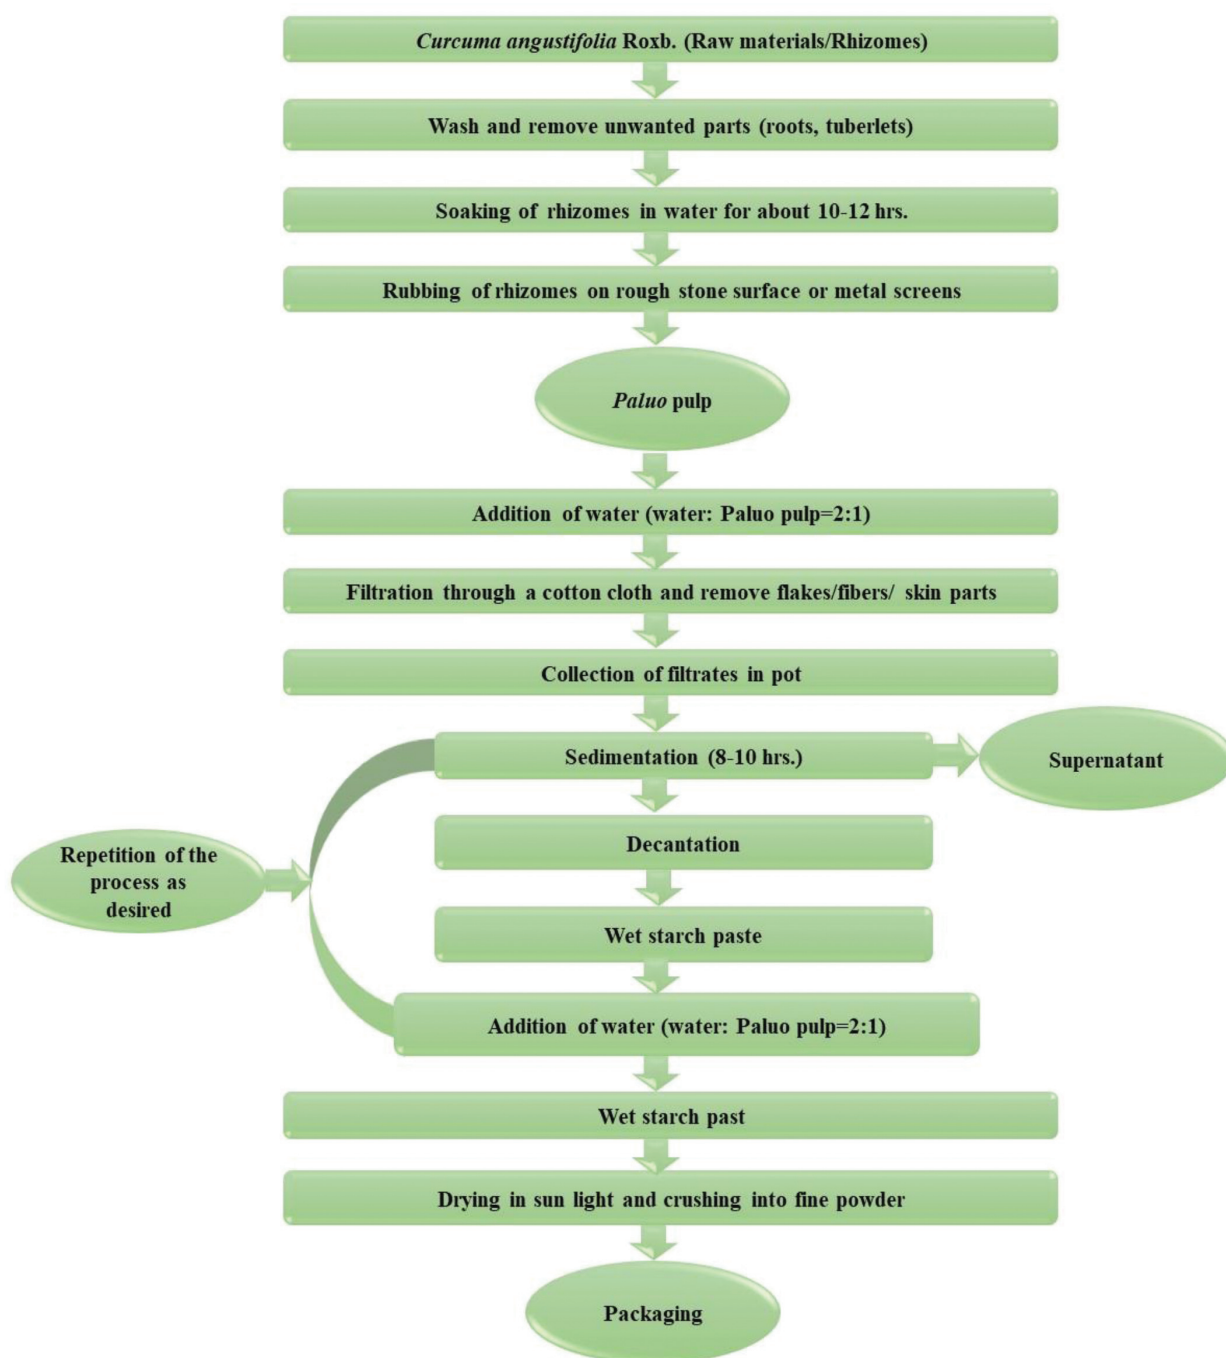 Curcuma angustifolia Roxb. (Raw materials/Rhizomes)
Wash and remove unwanted parts (roots, tuberlets)
Soaking of rhizomes in water for about 10-12 hrs.
Rubbing of rhizomes on rough stone surface or metal screens
Paluo pulp
Addition of water (water: Paluo pulp=2:1)
Filtration through a cotton cloth and remove flakes/fibers/ skin parts
Collection of filtrates in pot
Sedimentation (8-10 hrs.)
Supernatant
Decantation
Repetition of the
process as
desired
Wet starch paste
Addition of water (water: Paluo pulp=2:1)
Wet starch past
Drying in sun light and crushing into fine powder
Packaging